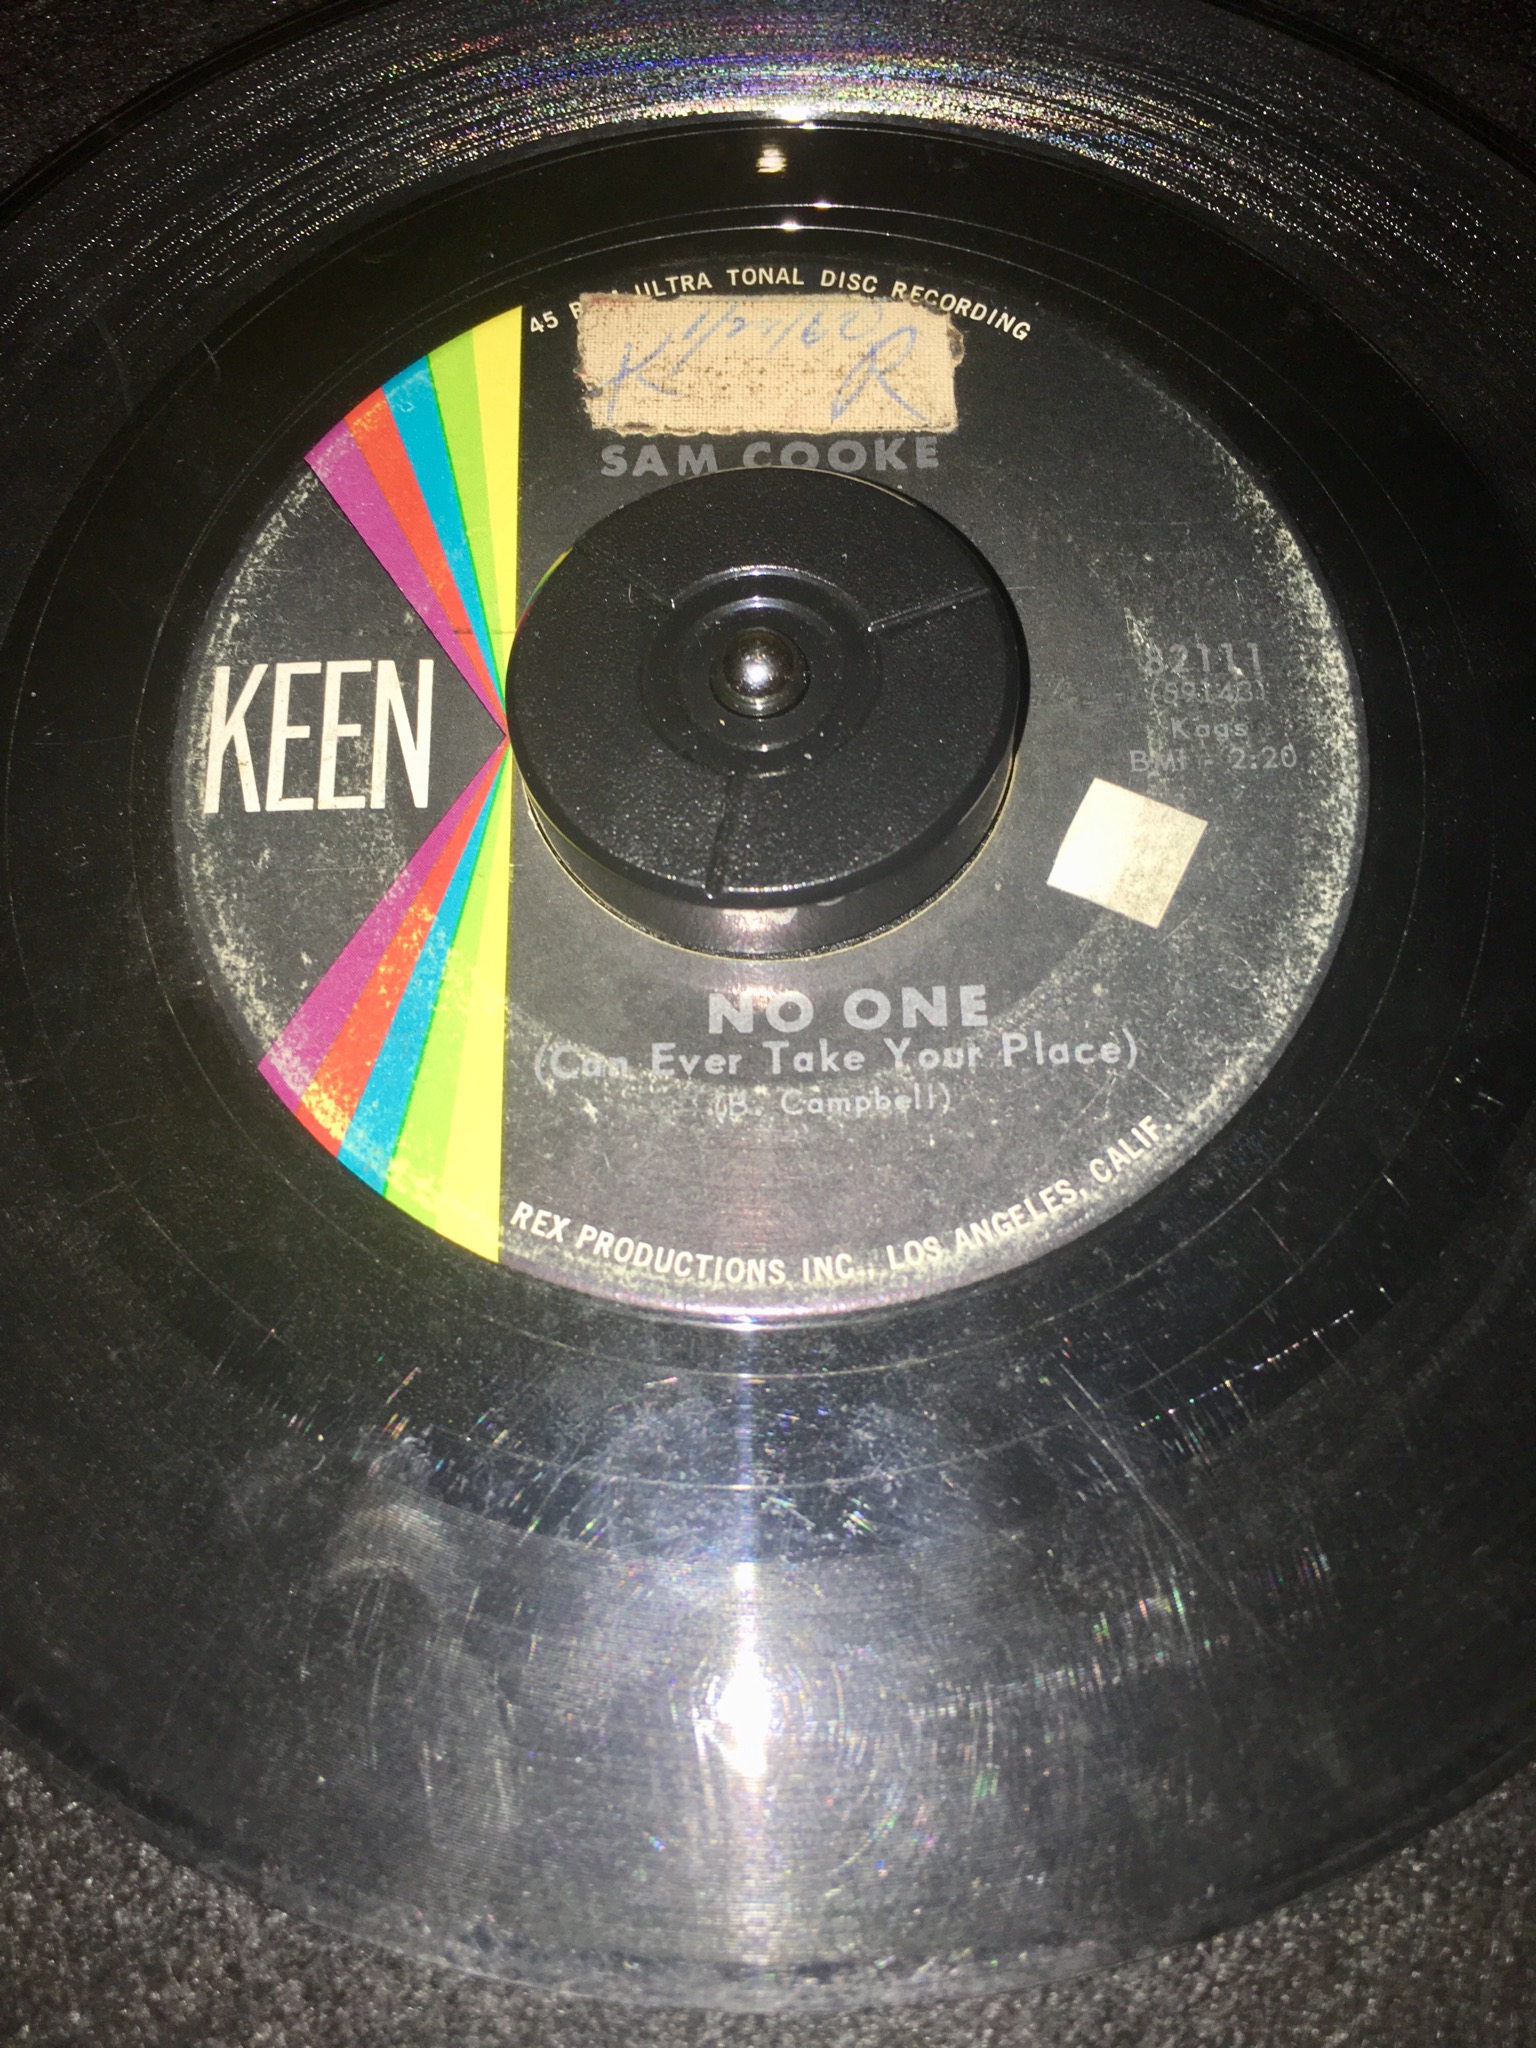 45 RPM ULTRA TONAL DISC RECORDING
K R
SAM COOKE
KEEN
82111
Kags
BMI - 2:20
NO ONE
(Can Ever Take Your Place)
(B. Campbell)
REX PRODUCTIONS INC., LOS ANGELES, CALIF.